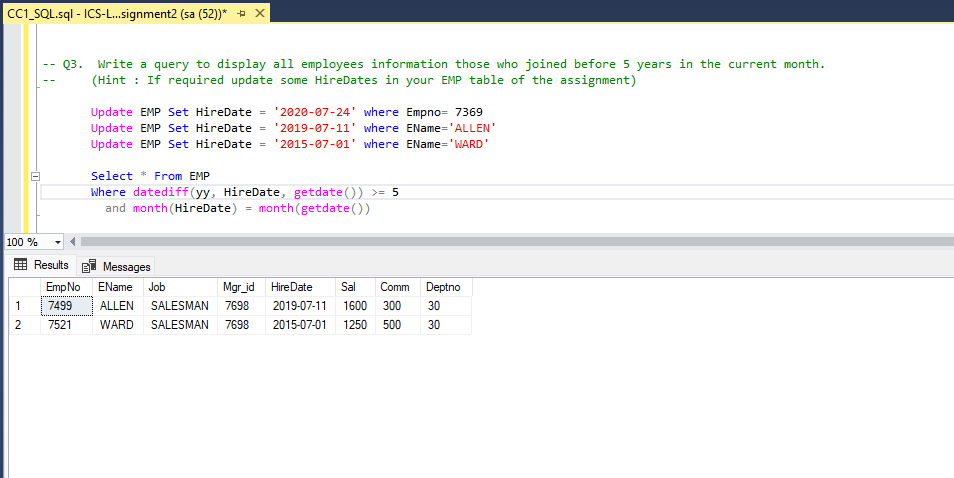 CC1_SQL.sql - ICS-L...signment2 (sa (52))*
-- Q3.  Write a query to display all employees information those who joined before 5 years in the current month.
--     (Hint : If required update some HireDates in your EMP table of the assignment)
Update EMP Set HireDate = '2020-07-24' where Empno= 7369
Update EMP Set HireDate = '2019-07-11' where EName='ALLEN'
Update EMP Set HireDate = '2015-07-01' where EName='WARD'
Select * From EMP
Where datediff(yy, HireDate, getdate()) >= 5
and month(HireDate) = month(getdate())
100 %
Results Messages
EmpNo EName Job Mgr_id HireDate Sal Comm Deptno
1 7499 ALLEN SALESMAN 7698 2019-07-11 1600 300 30
2 7521 WARD SALESMAN 7698 2015-07-01 1250 500 30